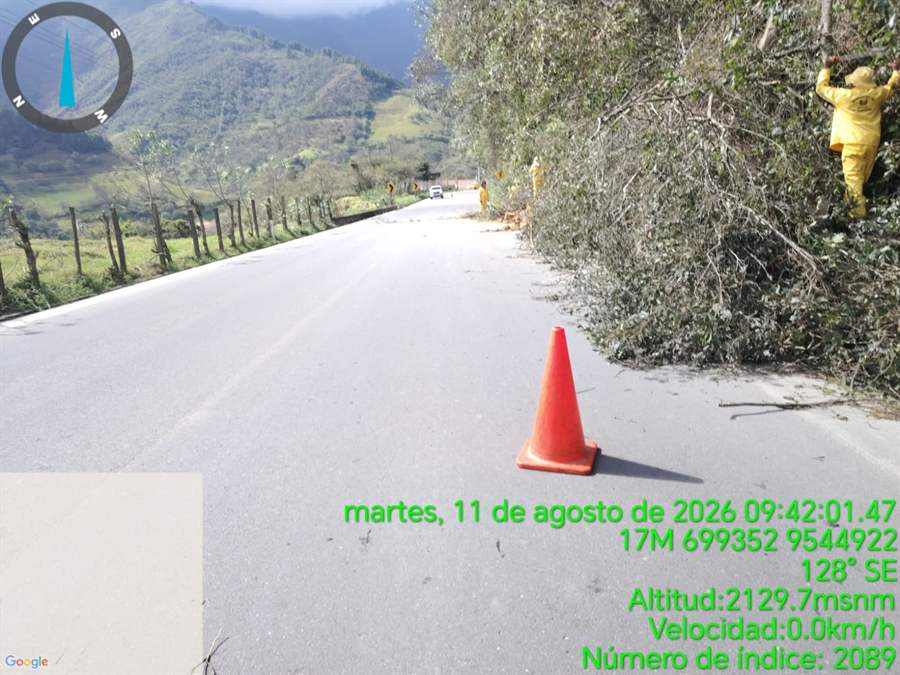 N
E
S
W
martes, 11 de agosto de 2026 09:42:01.47
17M 699352 9544922
128° SE
Altitud:2129.7msnm
Velocidad:0.0km/h
Número de índice: 2089
Google